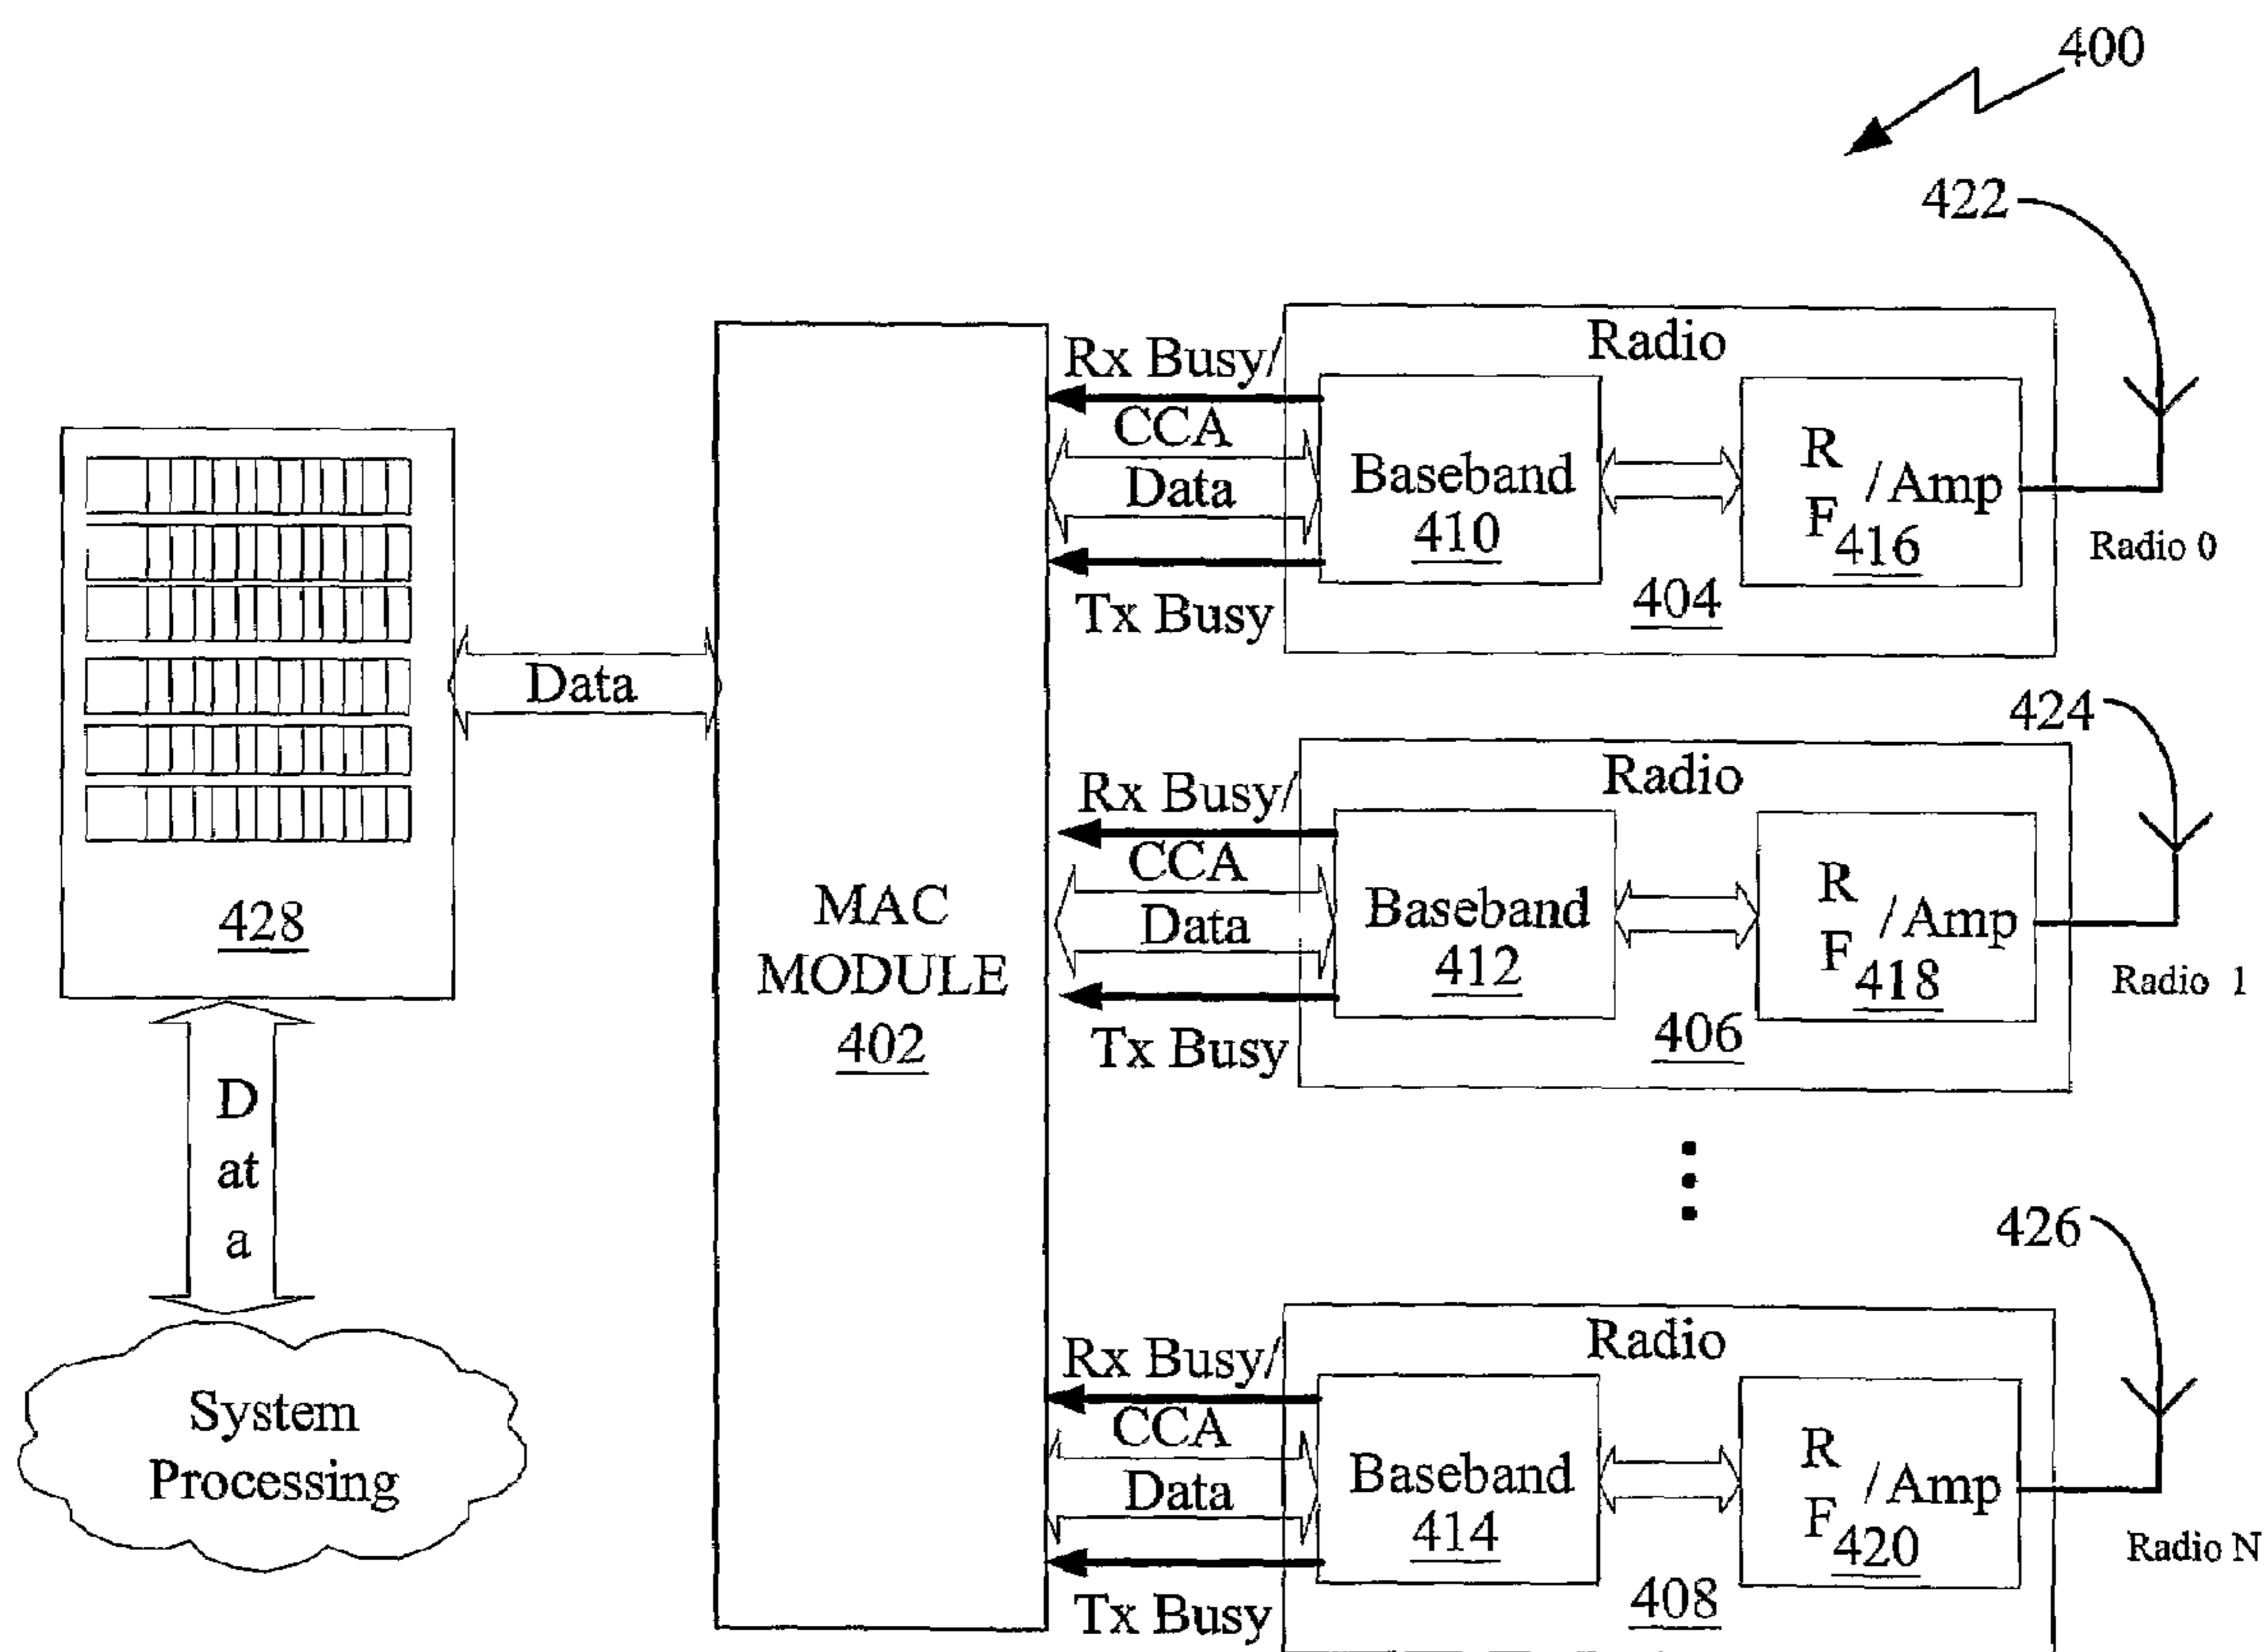 400
422
Radio
Rx Busy/
CCA
Data
Tx Busy
Baseband
410
R
F
/Amp
416
404
Radio 0
428
Data
MAC
MODULE
402
424
Radio
Rx Busy/
CCA
Data
Tx Busy
Baseband
412
R
F
/Amp
418
406
Radio 1
D
at
a
System
Processing
426
Radio
Rx Busy/
CCA
Data
Tx Busy
Baseband
414
R
F
/Amp
420
408
Radio N